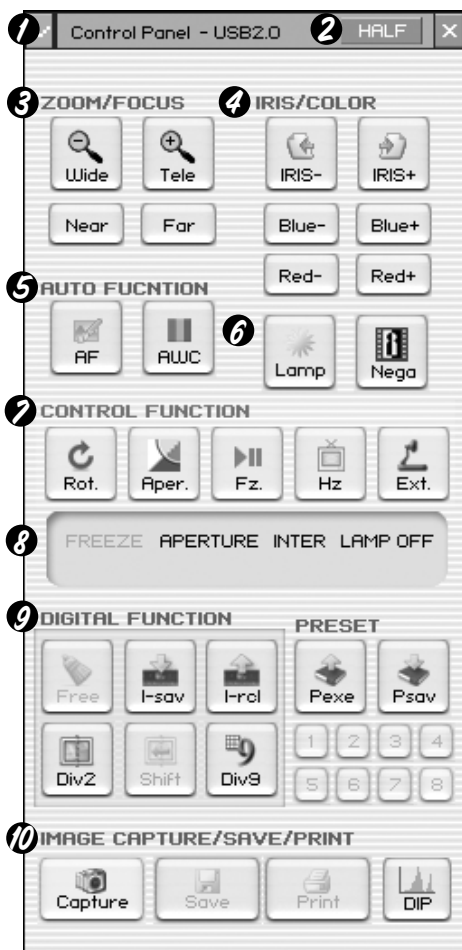 1 Control Panel - USB2.0 2 HALF X
3 ZOOM/FOCUS 4 IRIS/COLOR
Wide Tele IRIS- IRIS+
Near Far Blue- Blue+
Red- Red+
5 AUTO FUCNTION
AF AWC 6 Lamp Nega
7 CONTROL FUNCTION
Rot. Aper. Fz. Hz Ext.
8 FREEZE APERTURE INTER LAMP OFF
9 DIGITAL FUNCTION PRESET
Free I-sav I-rcl Pexe Psav
1 2 3 4
Div2 Shift 9 Div9
5 6 7 8
10 IMAGE CAPTURE/SAVE/PRINT
Capture Save Print DIP